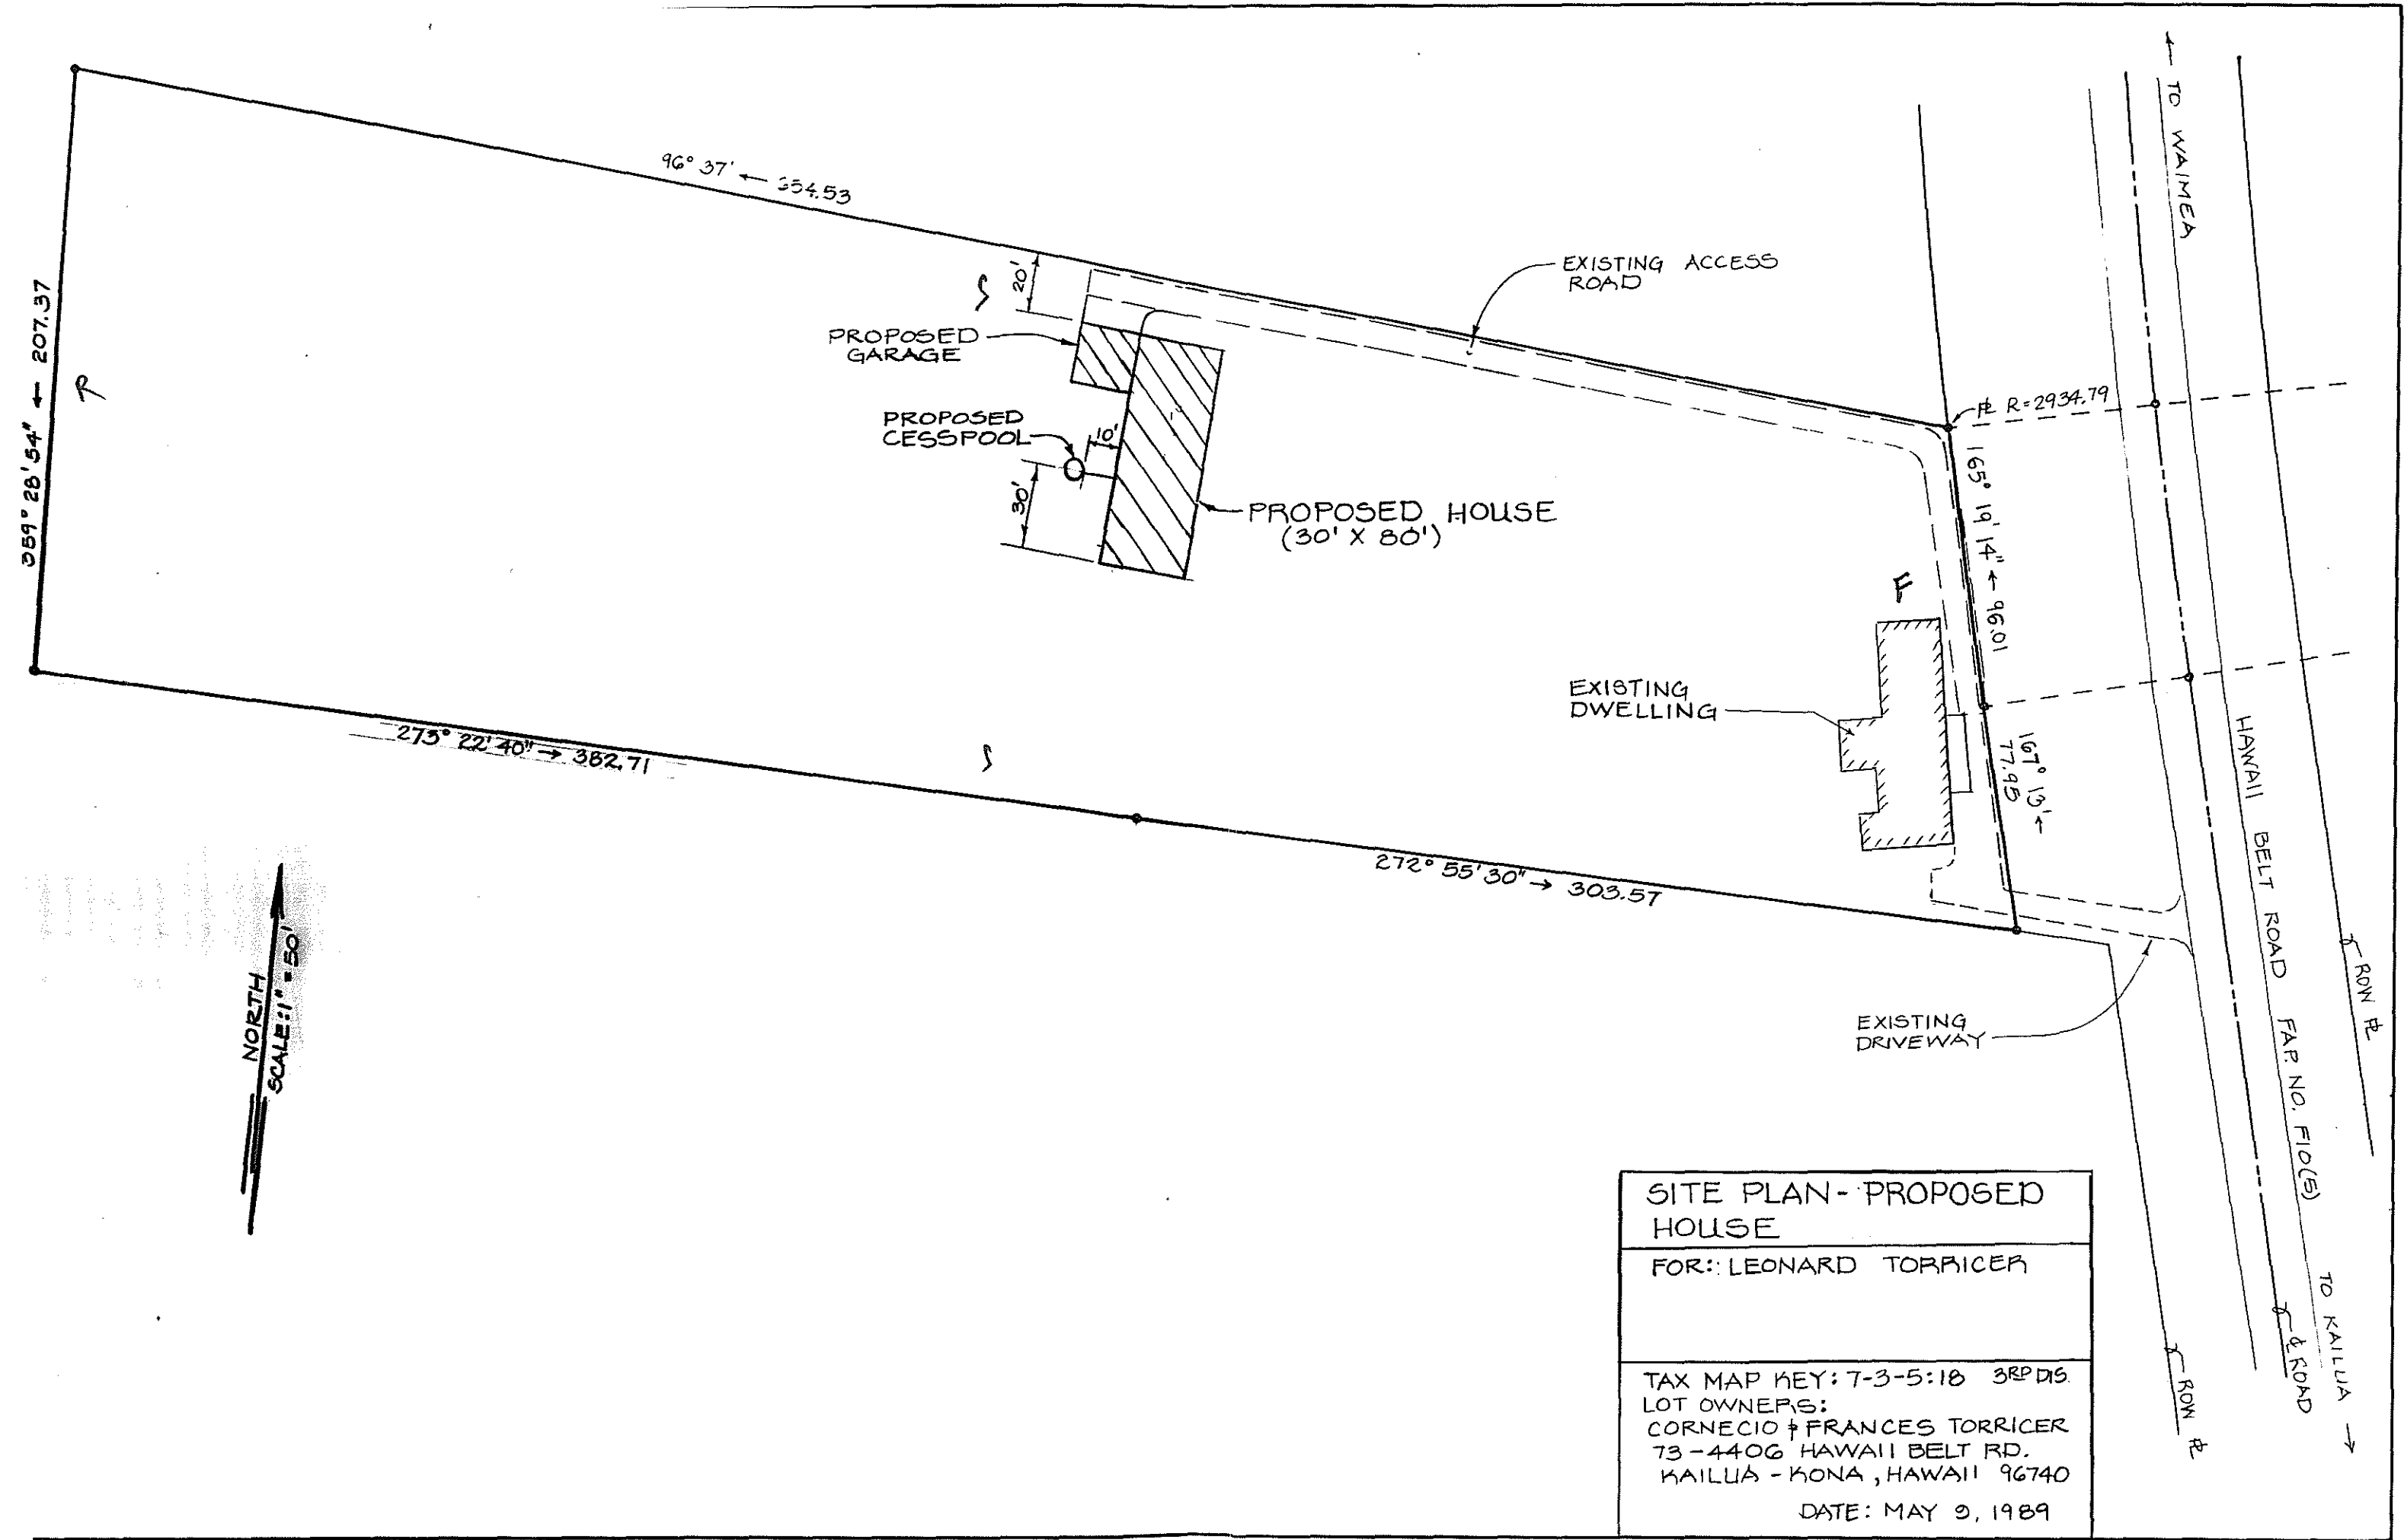 TO WAIMEA
96° 37' ← 654.53
359° 28' 54" ← 207.37
R
S
20'
EXISTING ACCESS
ROAD
PROPOSED
GARAGE
PROPOSED
CESSPOOL
10'
30'
PROPOSED HOUSE
(30' X 80')
℄ R=2934.79
165° 19' 14" ← 96.01
F
EXISTING
DWELLING
167° 13' ←
77.95
273° 22' 40" → 382.71
S
272° 55' 30" → 303.57
EXISTING
DRIVEWAY
HAWAII BELT ROAD FAP. NO. F10(5)
TO KAILUA →
ROW ⅊
ROW ⅊
℄ ROAD
NORTH
SCALE: 1" = 50'
SITE PLAN - PROPOSED
HOUSE
FOR: LEONARD TORRICER
TAX MAP KEY: 7-3-5:18 3RD DIS.
LOT OWNERS:
CORNECIO & FRANCES TORRICER
73-4406 HAWAII BELT RD.
KAILUA - KONA, HAWAII 96740
DATE: MAY 9, 1989